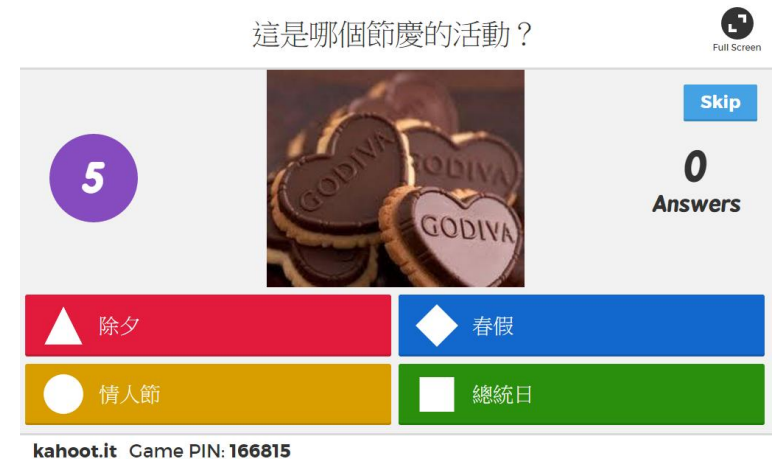 這是哪個節慶的活動？
Full Screen
Skip
5
0
Answers
GODIVA
GODIVA
GODIVA
除夕
春假
情人節
總統日
kahoot.it Game PIN: 166815